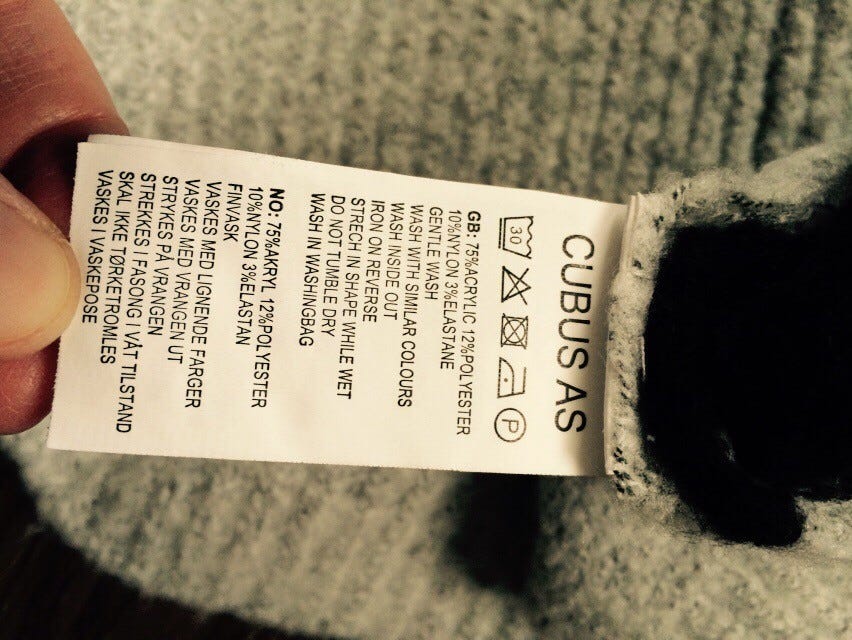 CUBUS AS
30 P
GB: 75%ACRYLIC 12%POLYESTER
10%NYLON 3%ELASTANE
GENTLE WASH
WASH WITH SIMILAR COLOURS
WASH INSIDE OUT
IRON ON REVERSE
STRECH IN SHAPE WHILE WET
DO NOT TUMBLE DRY
WASH IN WASHINGBAG
NO: 75%AKRYL 12%POLYESTER
10%NYLON 3%ELASTAN
FINVASK
VASKES MED LIGNENDE FARGER
VASKES MED VRANGEN UT
STRYKES PÅ VRANGEN
STREKKES I FASONG I VÅT TILSTAND
SKAL IKKE TØRKETROMLES
VASKES I VASKEPOSE